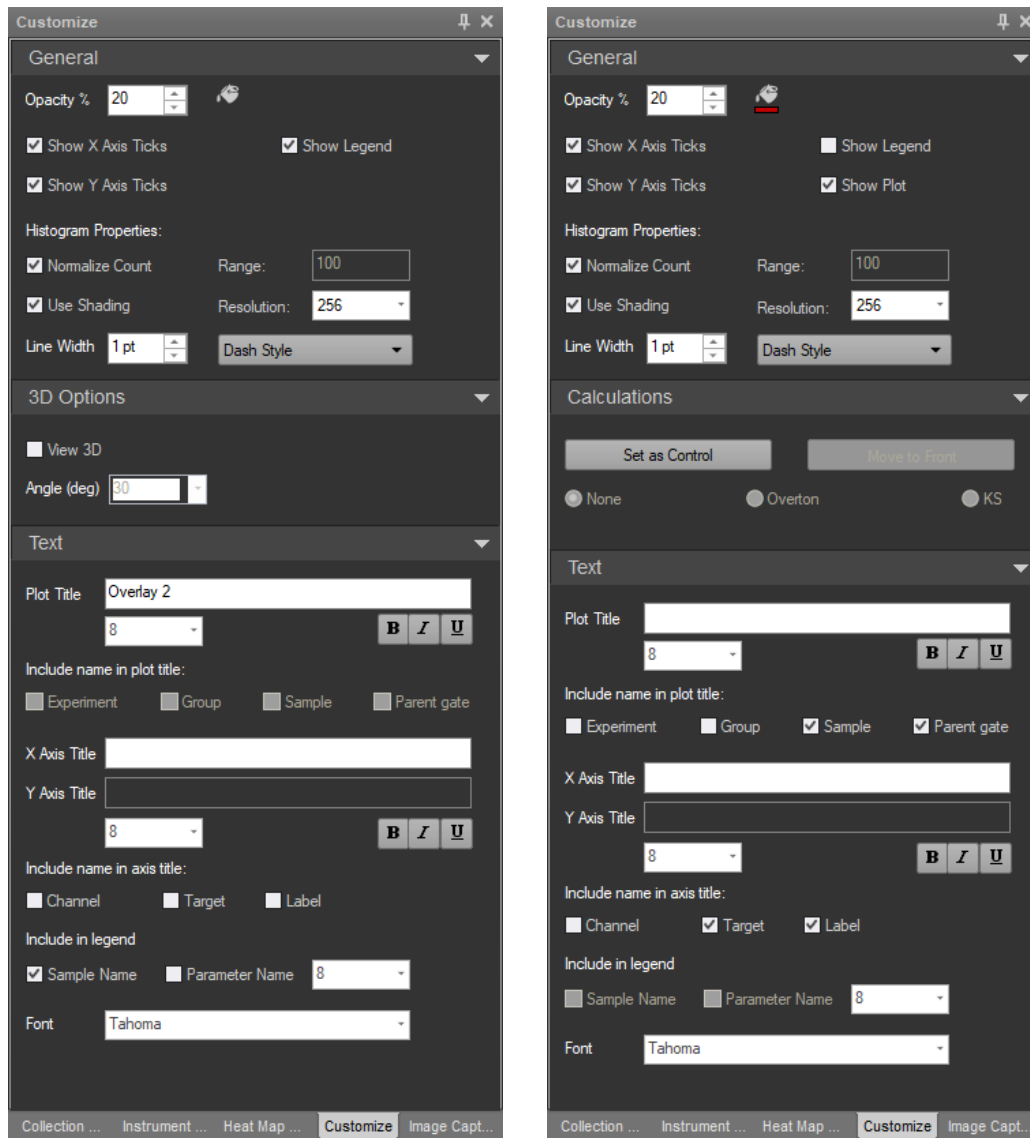 Customize
General
Opacity % 20
Show X Axis Ticks Show Legend
Show Y Axis Ticks
Histogram Properties:
Normalize Count Range: 100
Use Shading Resolution: 256
Line Width 1 pt Dash Style
3D Options
View 3D
Angle (deg) 30
Text
Plot Title Overlay 2
8 B I U
Include name in plot title:
Experiment Group Sample Parent gate
X Axis Title
Y Axis Title
8 B I U
Include name in axis title:
Channel Target Label
Include in legend
Sample Name Parameter Name 8
Font Tahoma
Collection ... Instrument ... Heat Map ... Customize Image Capt...
Customize
General
Opacity % 20
Show X Axis Ticks Show Legend
Show Y Axis Ticks Show Plot
Histogram Properties:
Normalize Count Range: 100
Use Shading Resolution: 256
Line Width 1 pt Dash Style
Calculations
Set as Control Move to Front
None Overton KS
Text
Plot Title
8 B I U
Include name in plot title:
Experiment Group Sample Parent gate
X Axis Title
Y Axis Title
8 B I U
Include name in axis title:
Channel Target Label
Include in legend
Sample Name Parameter Name 8
Font Tahoma
Collection ... Instrument ... Heat Map ... Customize Image Capt...